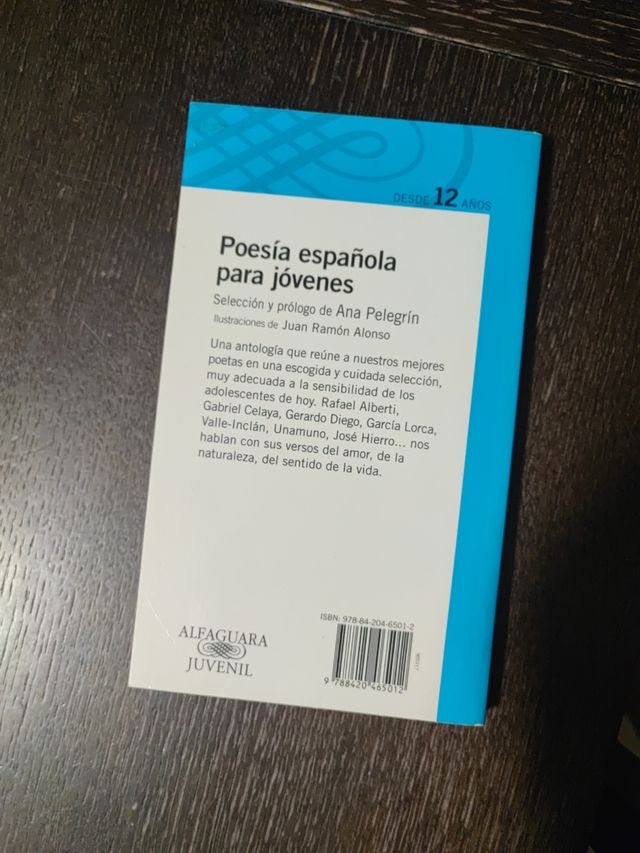 DESDE 12 AÑOS
Poesía española
para jóvenes
Selección y prólogo de Ana Pelegrín
Ilustraciones de Juan Ramón Alonso
Una antología que reúne a nuestros mejores
poetas en una escogida y cuidada selección,
muy adecuada a la sensibilidad de los
adolescentes de hoy. Rafael Alberti,
Gabriel Celaya, Gerardo Diego, García Lorca,
Valle-Inclán, Unamuno, José Hierro... nos
hablan con sus versos del amor, de la
naturaleza, del sentido de la vida.
ISBN: 978-84-204-6501-2
ALFAGUARA
JUVENIL
9 788420 465012